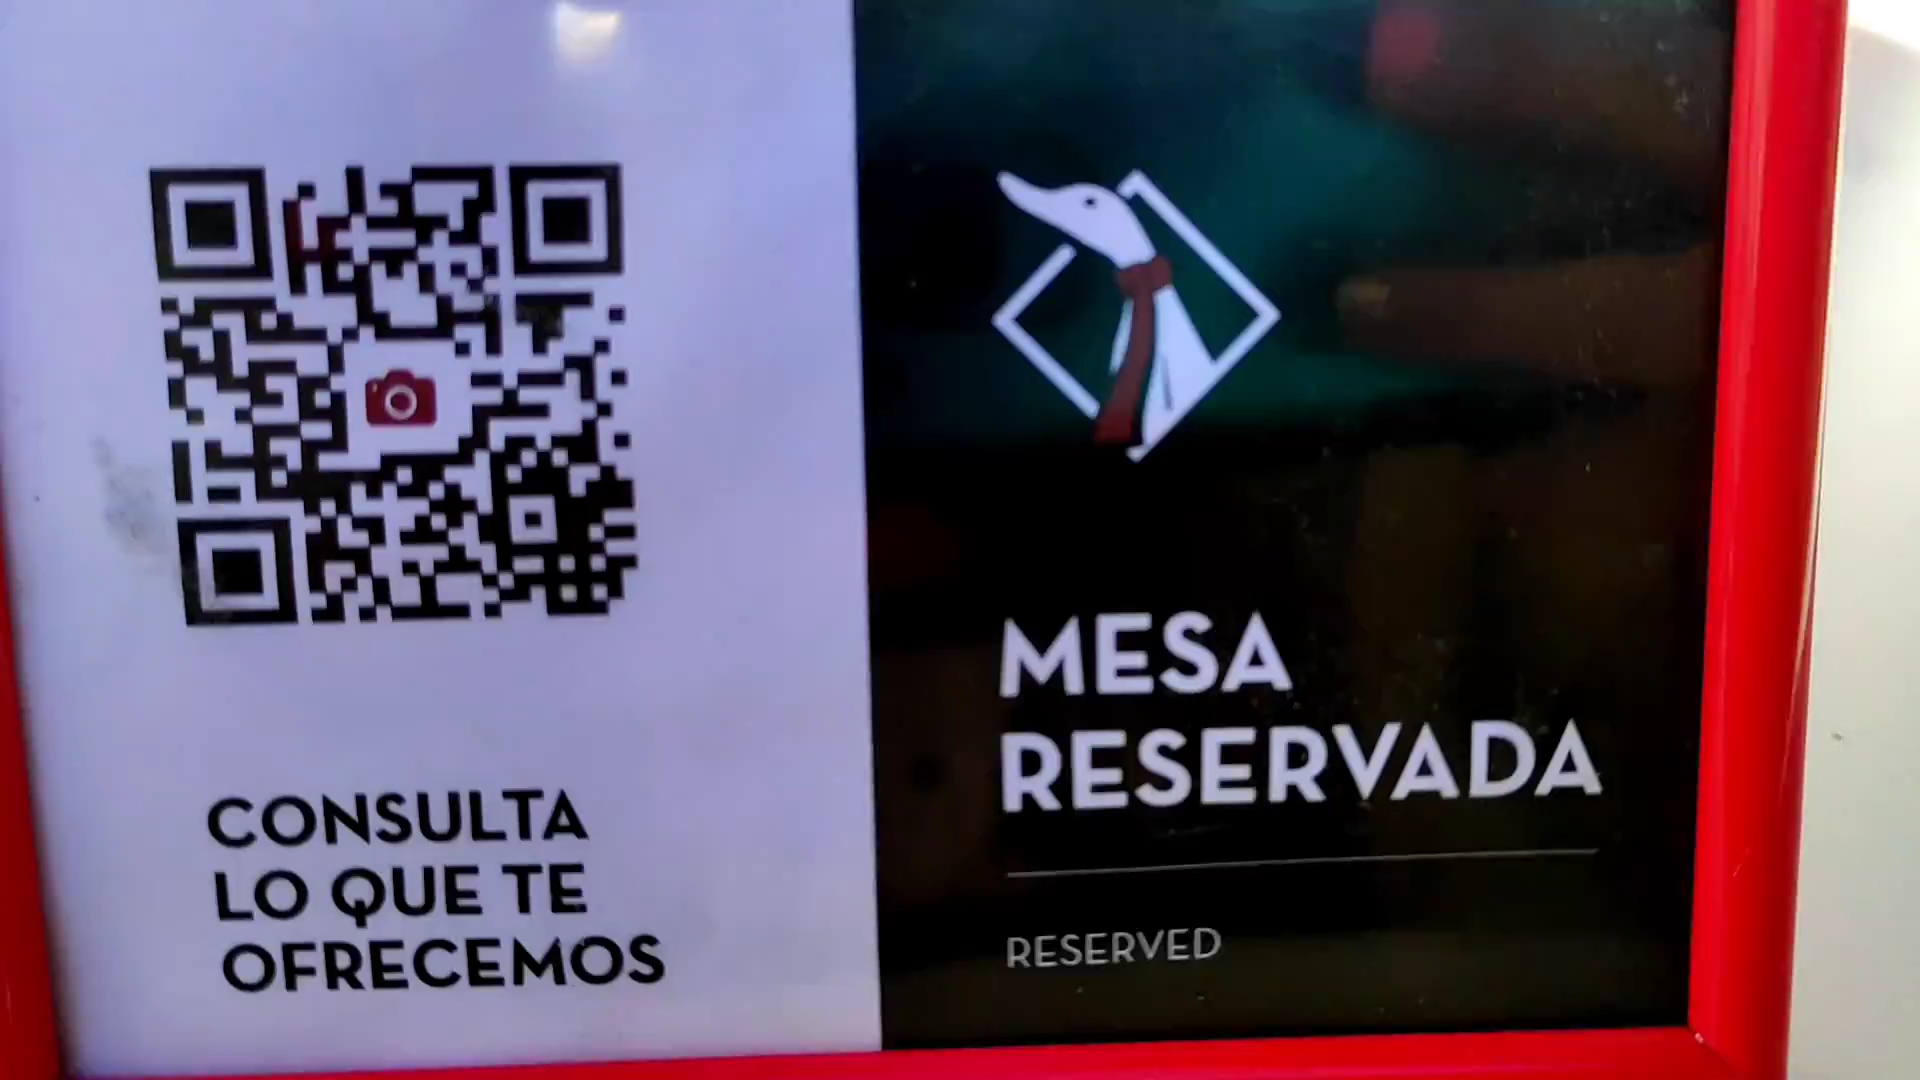 CONSULTA
LO QUE TE
OFRECEMOS
MESA
RESERVADA
RESERVED